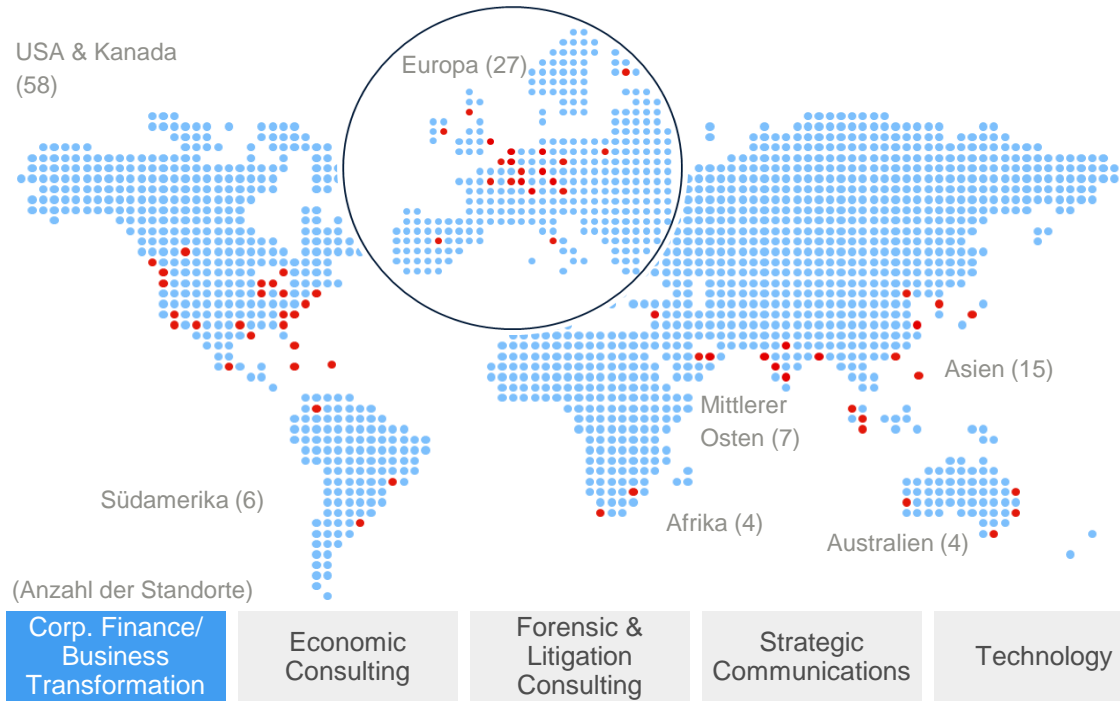 USA & Kanada
(58)
Europa (27)
Asien (15)
Mittlerer
Osten (7)
Südamerika (6)
Afrika (4)
Australien (4)
(Anzahl der Standorte)
Corp. Finance/
Business
Transformation
Economic
Consulting
Forensic &
Litigation
Consulting
Strategic
Communications
Technology